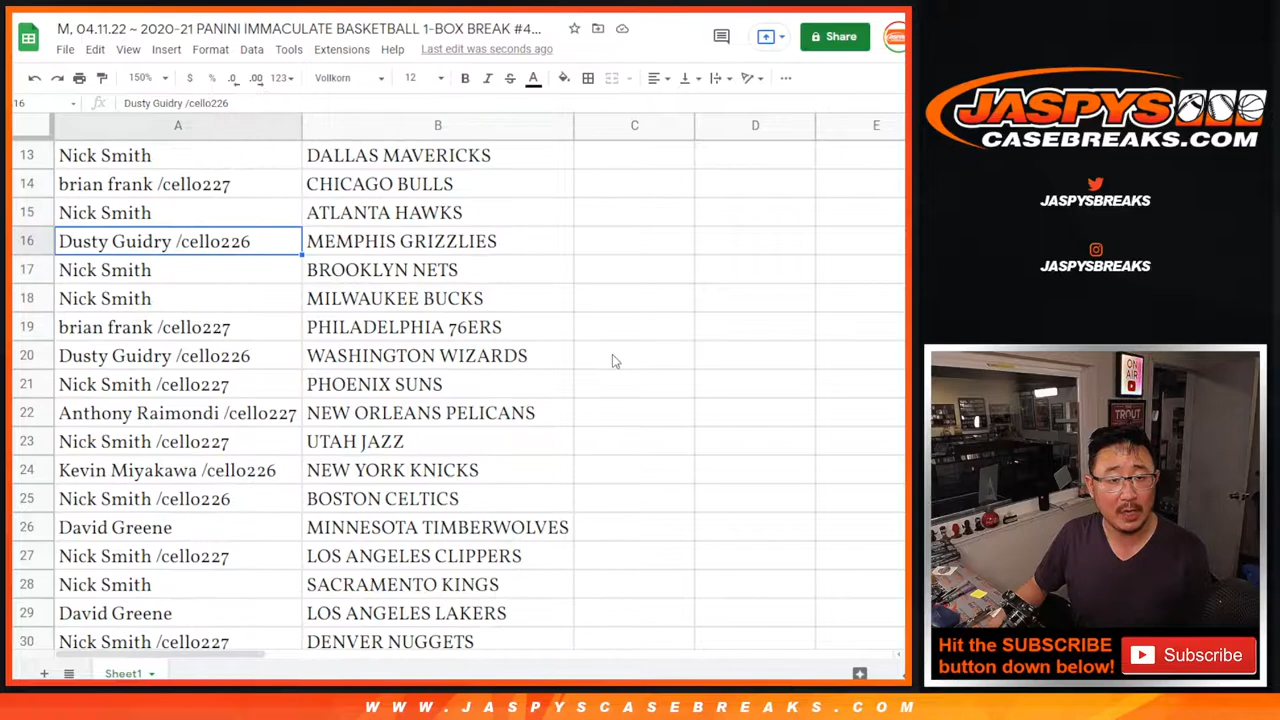 M, 04.11.22 ~ 2020-21 PANINI IMMACULATE BASKETBALL 1-BOX BREAK #4...
File Edit View Insert Format Data Tools Extensions Help Last edit was seconds ago
Share
150% $ % .0 .00 123 Vollkorn 12 B I S A
16 fx Dusty Guidry /cello226
A B C D E
13 Nick Smith DALLAS MAVERICKS
14 brian frank /cello227 CHICAGO BULLS
15 Nick Smith ATLANTA HAWKS
16 Dusty Guidry /cello226 MEMPHIS GRIZZLIES
17 Nick Smith BROOKLYN NETS
18 Nick Smith MILWAUKEE BUCKS
19 brian frank /cello227 PHILADELPHIA 76ERS
20 Dusty Guidry /cello226 WASHINGTON WIZARDS
21 Nick Smith /cello227 PHOENIX SUNS
22 Anthony Raimondi /cello227 NEW ORLEANS PELICANS
23 Nick Smith /cello227 UTAH JAZZ
24 Kevin Miyakawa /cello226 NEW YORK KNICKS
25 Nick Smith /cello226 BOSTON CELTICS
26 David Greene MINNESOTA TIMBERWOLVES
27 Nick Smith /cello227 LOS ANGELES CLIPPERS
28 Nick Smith SACRAMENTO KINGS
29 David Greene LOS ANGELES LAKERS
30 Nick Smith /cello227 DENVER NUGGETS
Sheet1
JASPYS
CASEBREAKS.COM
JASPYSBREAKS
JASPYSBREAKS
ON
AIR
TROUT
Hit the SUBSCRIBE
button down below!
Subscribe
WWW.JASPYSCASEBREAKS.COM